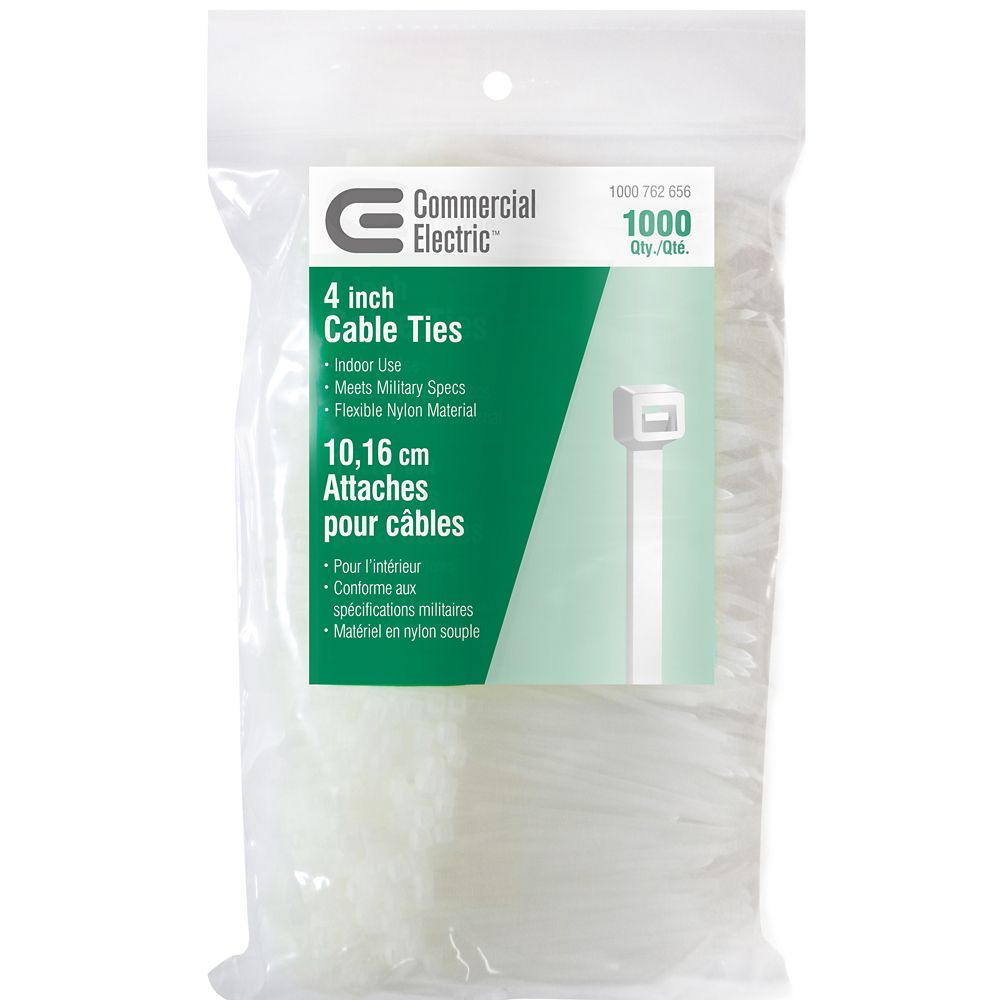 Commercial
Electric™
1000 762 656
1000
Qty./Qté.
4 inch
Cable Ties
• Indoor Use
• Meets Military Specs
• Flexible Nylon Material
10,16 cm
Attaches
pour câbles
• Pour l'intérieur
• Conforme aux
spécifications militaires
• Matériel en nylon souple